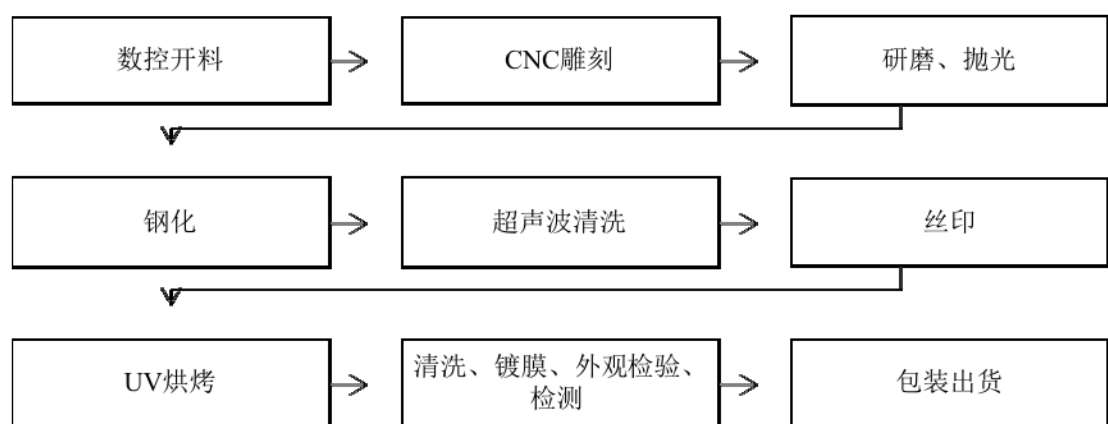 数控开料
CNC雕刻
研磨、抛光
钢化
超声波清洗
丝印
UV烘烤
清洗、镀膜、外观检验、
检测
包装出货